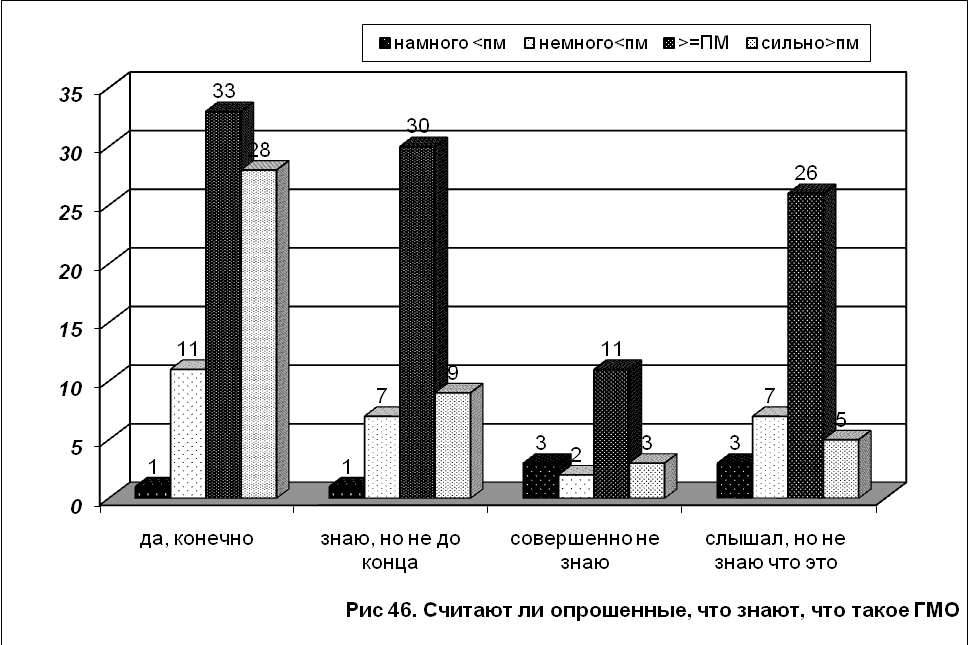 намного <пм немного<пм >=ПМ сильно>пм
35
30
25
20
15
10
5
0
1 11 33 28
1 7 30 9
3 2 11 3
3 7 26 5
да, конечно
знаю, но не до
конца
совершенно не
знаю
слышал, но не
знаю что это
Рис 46. Считают ли опрошенные, что знают, что такое ГМО